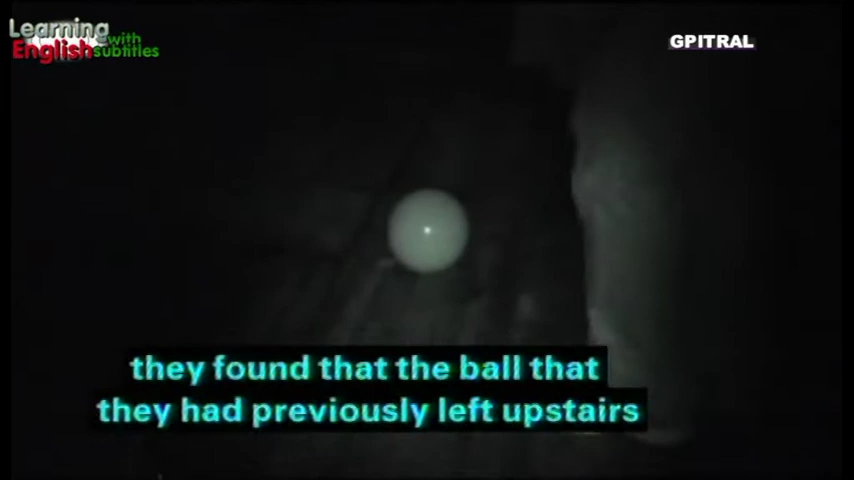 Learning
English with
subtitles
GPITRAL
they found that the ball that
they had previously left upstairs